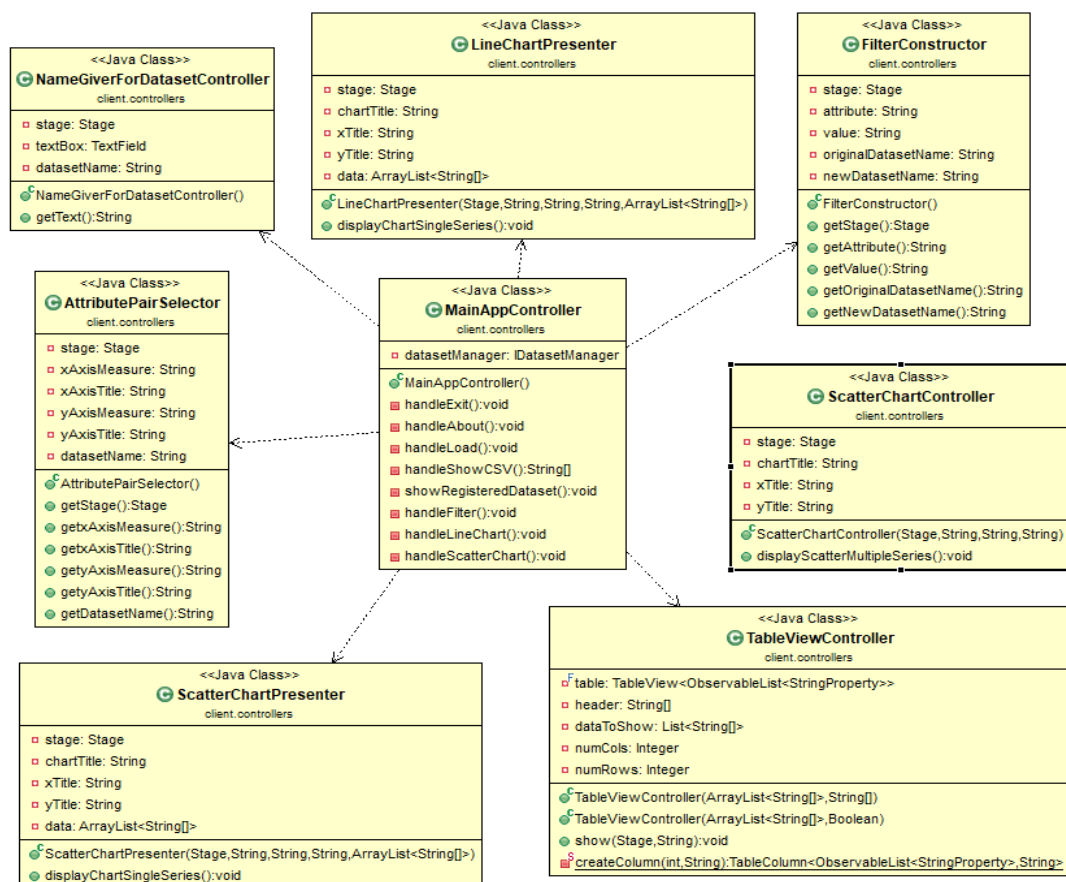 <<Java Class>>
NameGiverForDatasetController
client.controllers
stage: Stage
textBox: TextField
datasetName: String
NameGiverForDatasetController()
getText():String
<<Java Class>>
LineChartPresenter
client.controllers
stage: Stage
chartTitle: String
xTitle: String
yTitle: String
data: ArrayList<String[]>
LineChartPresenter(Stage,String,String,String,ArrayList<String[]>)
displayChartSingleSeries():void
<<Java Class>>
FilterConstructor
client.controllers
stage: Stage
attribute: String
value: String
originalDatasetName: String
newDatasetName: String
FilterConstructor()
getStage():Stage
getAttribute():String
getValue():String
getOriginalDatasetName():String
getNewDatasetName():String
<<Java Class>>
AttributePairSelector
client.controllers
stage: Stage
xAxisMeasure: String
xAxisTitle: String
yAxisMeasure: String
yAxisTitle: String
datasetName: String
AttributePairSelector()
getStage():Stage
getxAxisMeasure():String
getxAxisTitle():String
getyAxisMeasure():String
getyAxisTitle():String
getDatasetName():String
<<Java Class>>
MainAppController
client.controllers
datasetManager: IDatasetManager
MainAppController()
handleExit():void
handleAbout():void
handleLoad():void
handleShowCSV():String[]
showRegisteredDataset():void
handleFilter():void
handleLineChart():void
handleScatterChart():void
<<Java Class>>
ScatterChartController
client.controllers
stage: Stage
chartTitle: String
xTitle: String
yTitle: String
ScatterChartController(Stage,String,String,String)
displayScatterMultipleSeries():void
<<Java Class>>
ScatterChartPresenter
client.controllers
stage: Stage
chartTitle: String
xTitle: String
yTitle: String
data: ArrayList<String[]>
ScatterChartPresenter(Stage,String,String,String,ArrayList<String[]>)
displayChartSingleSeries():void
<<Java Class>>
TableViewController
client.controllers
table: TableView<ObservableList<StringProperty>>
header: String[]
dataToShow: List<String[]>
numCols: Integer
numRows: Integer
TableViewController(ArrayList<String[]>,String[])
TableViewController(ArrayList<String[]>,Boolean)
show(Stage,String):void
createColumn(int,String):TableColumn<ObservableList<StringProperty>,String>